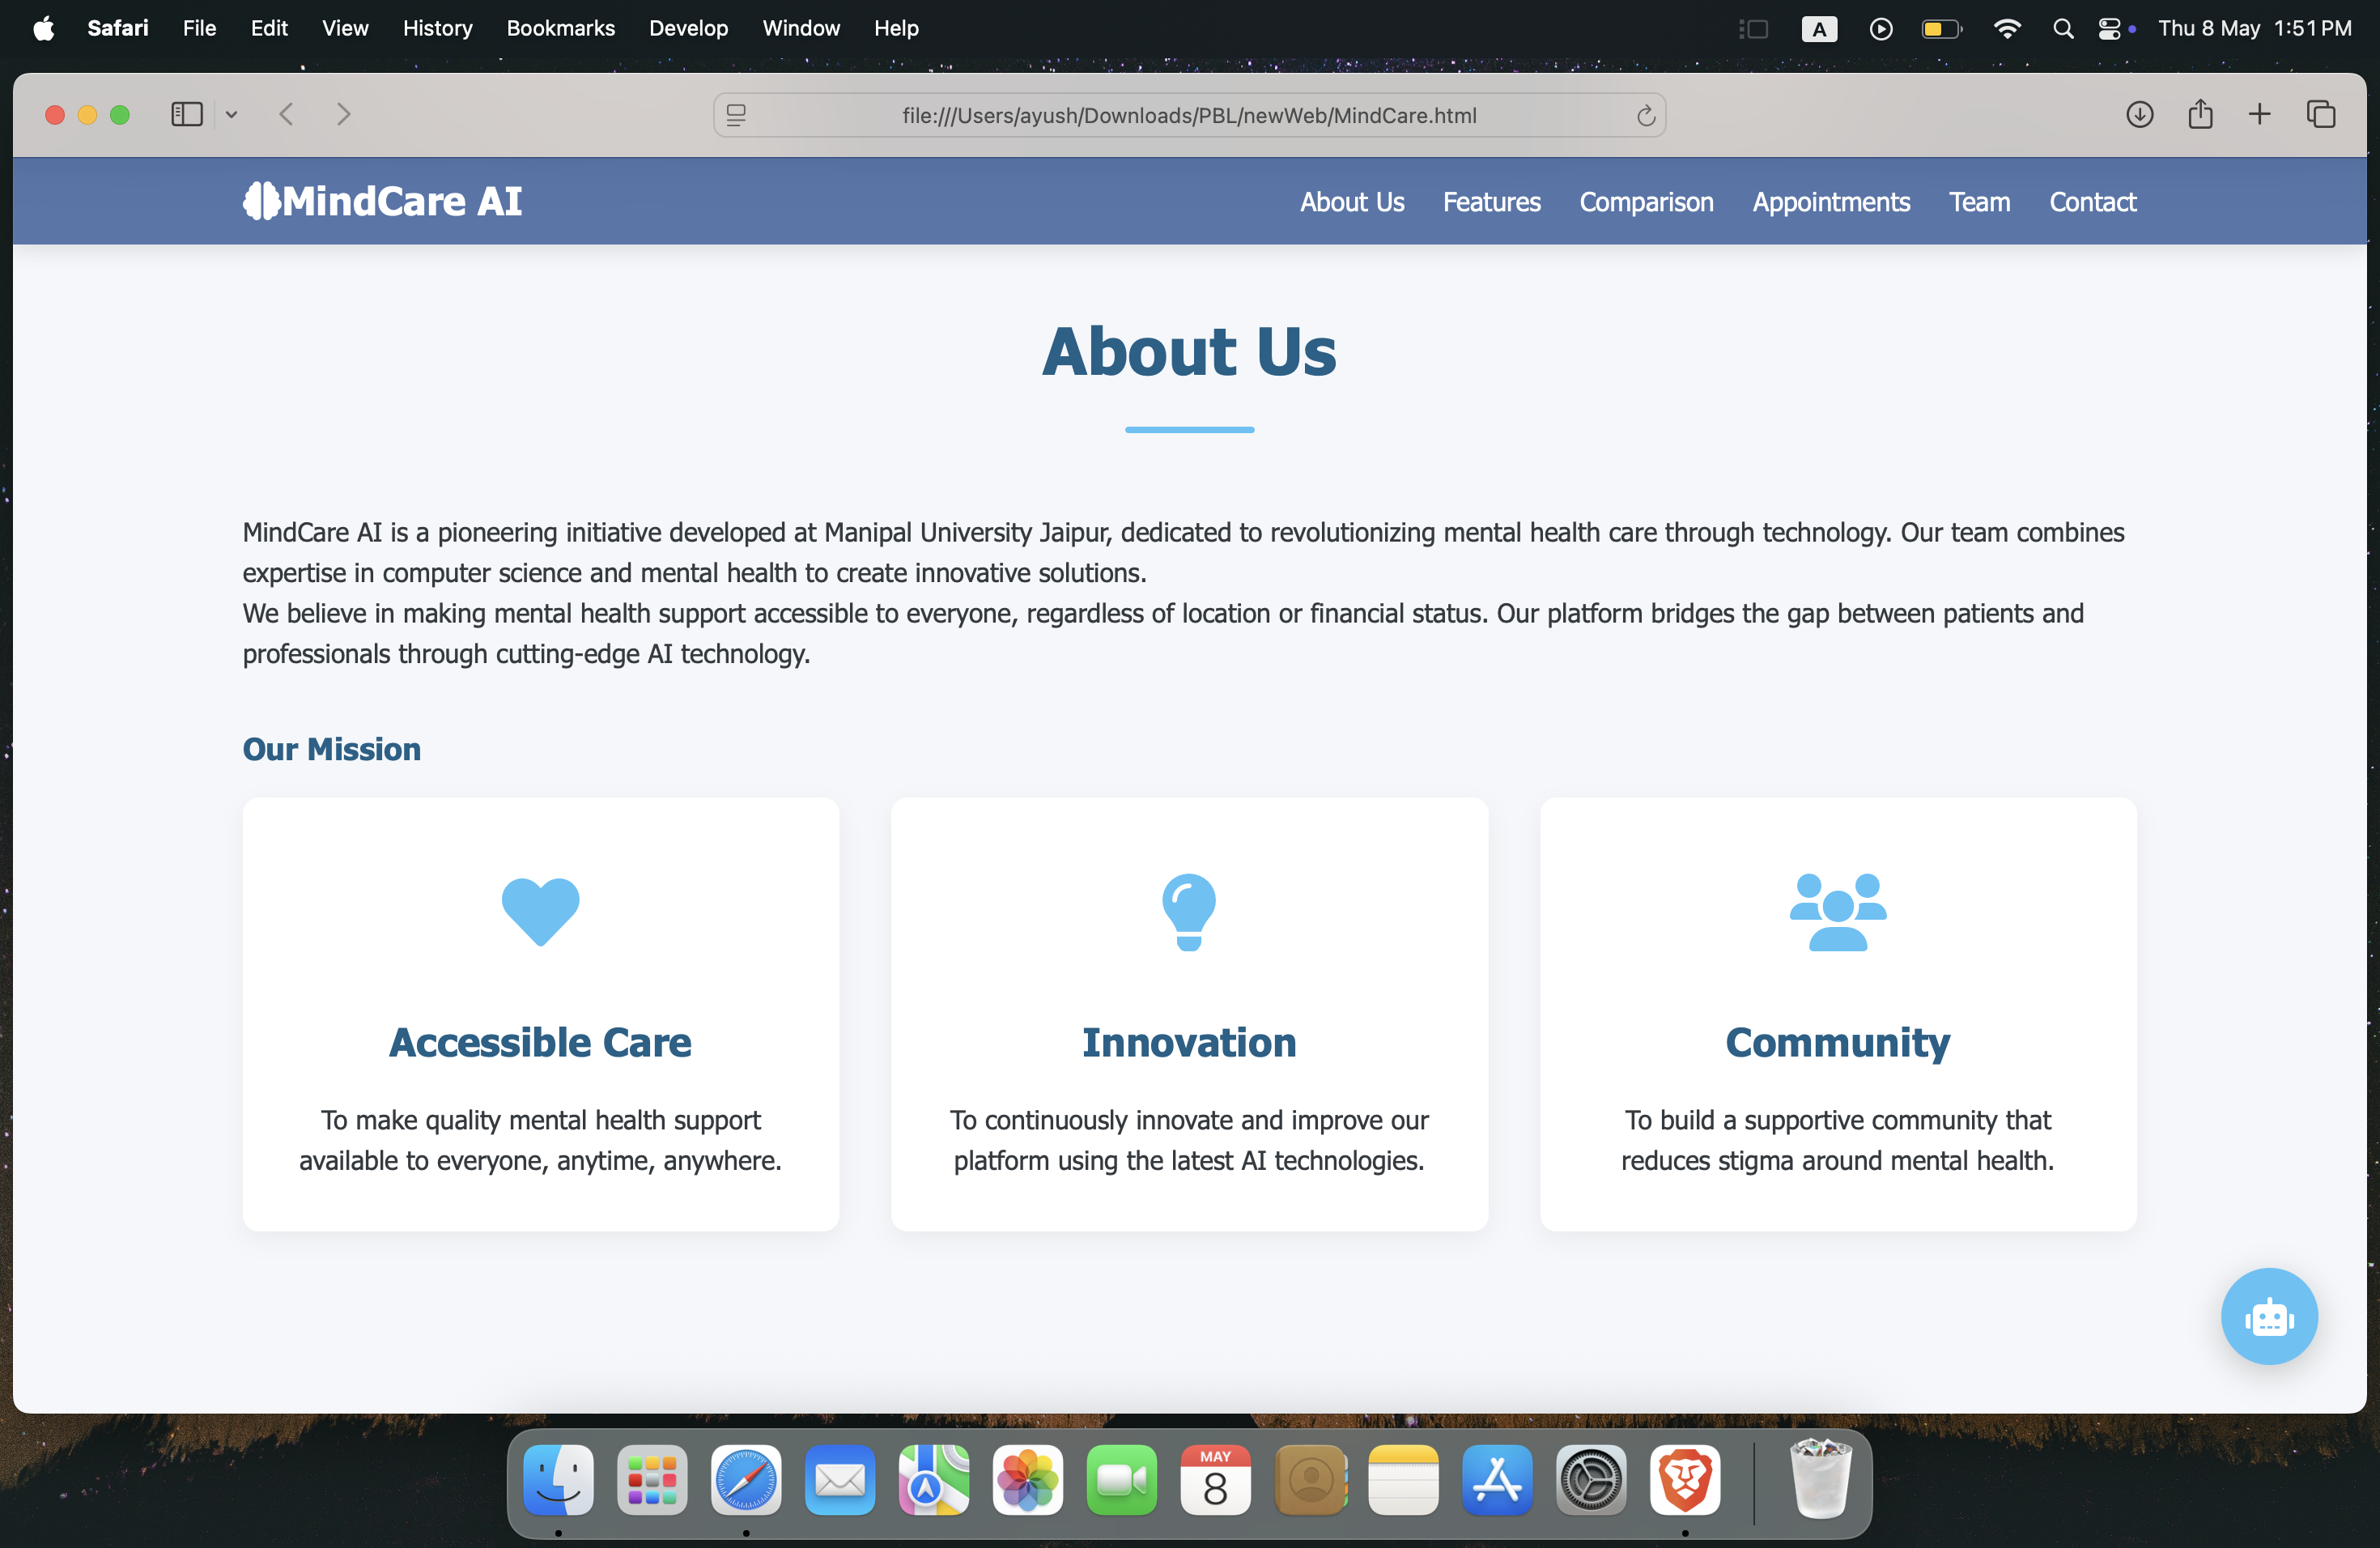 Safari File Edit View History Bookmarks Develop Window Help A Thu 8 May 1:51 PM
file:///Users/ayush/Downloads/PBL/newWeb/MindCare.html
MindCare AI About Us Features Comparison Appointments Team Contact
About Us
MindCare AI is a pioneering initiative developed at Manipal University Jaipur, dedicated to revolutionizing mental health care through technology. Our team combines
expertise in computer science and mental health to create innovative solutions.
We believe in making mental health support accessible to everyone, regardless of location or financial status. Our platform bridges the gap between patients and
professionals through cutting-edge AI technology.
Our Mission
Accessible Care
To make quality mental health support
available to everyone, anytime, anywhere.
Innovation
To continuously innovate and improve our
platform using the latest AI technologies.
Community
To build a supportive community that
reduces stigma around mental health.
MAY
8